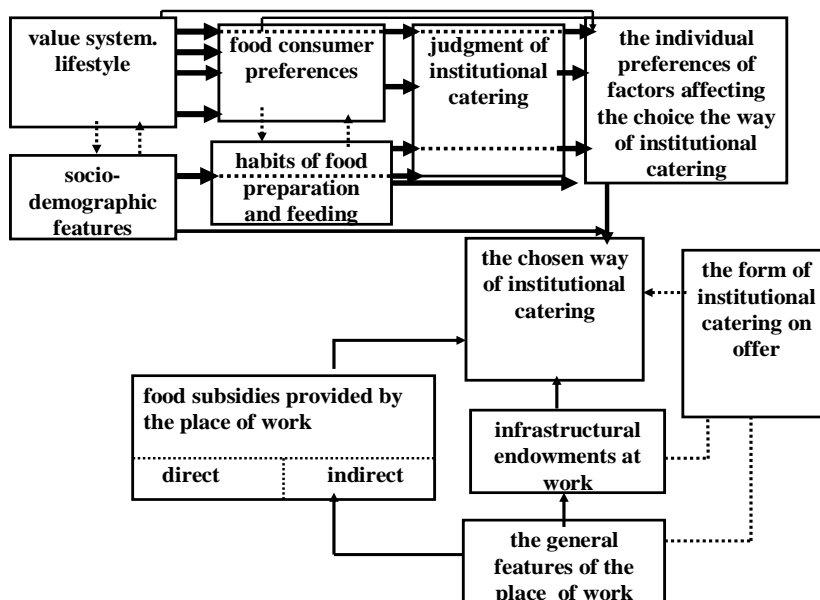 value system.
lifestyle
food consumer
preferences
judgment of
institutional
catering
the individual
preferences of
factors affecting
the choice the way
of institutional
catering
socio-
demographic
features
habits of food
preparation
and feeding
the chosen way
of institutional
catering
the form of
institutional
catering on
offer
food subsidies provided by
the place of work
direct
indirect
infrastructural
endowments at
work
the general
features of the
place of work